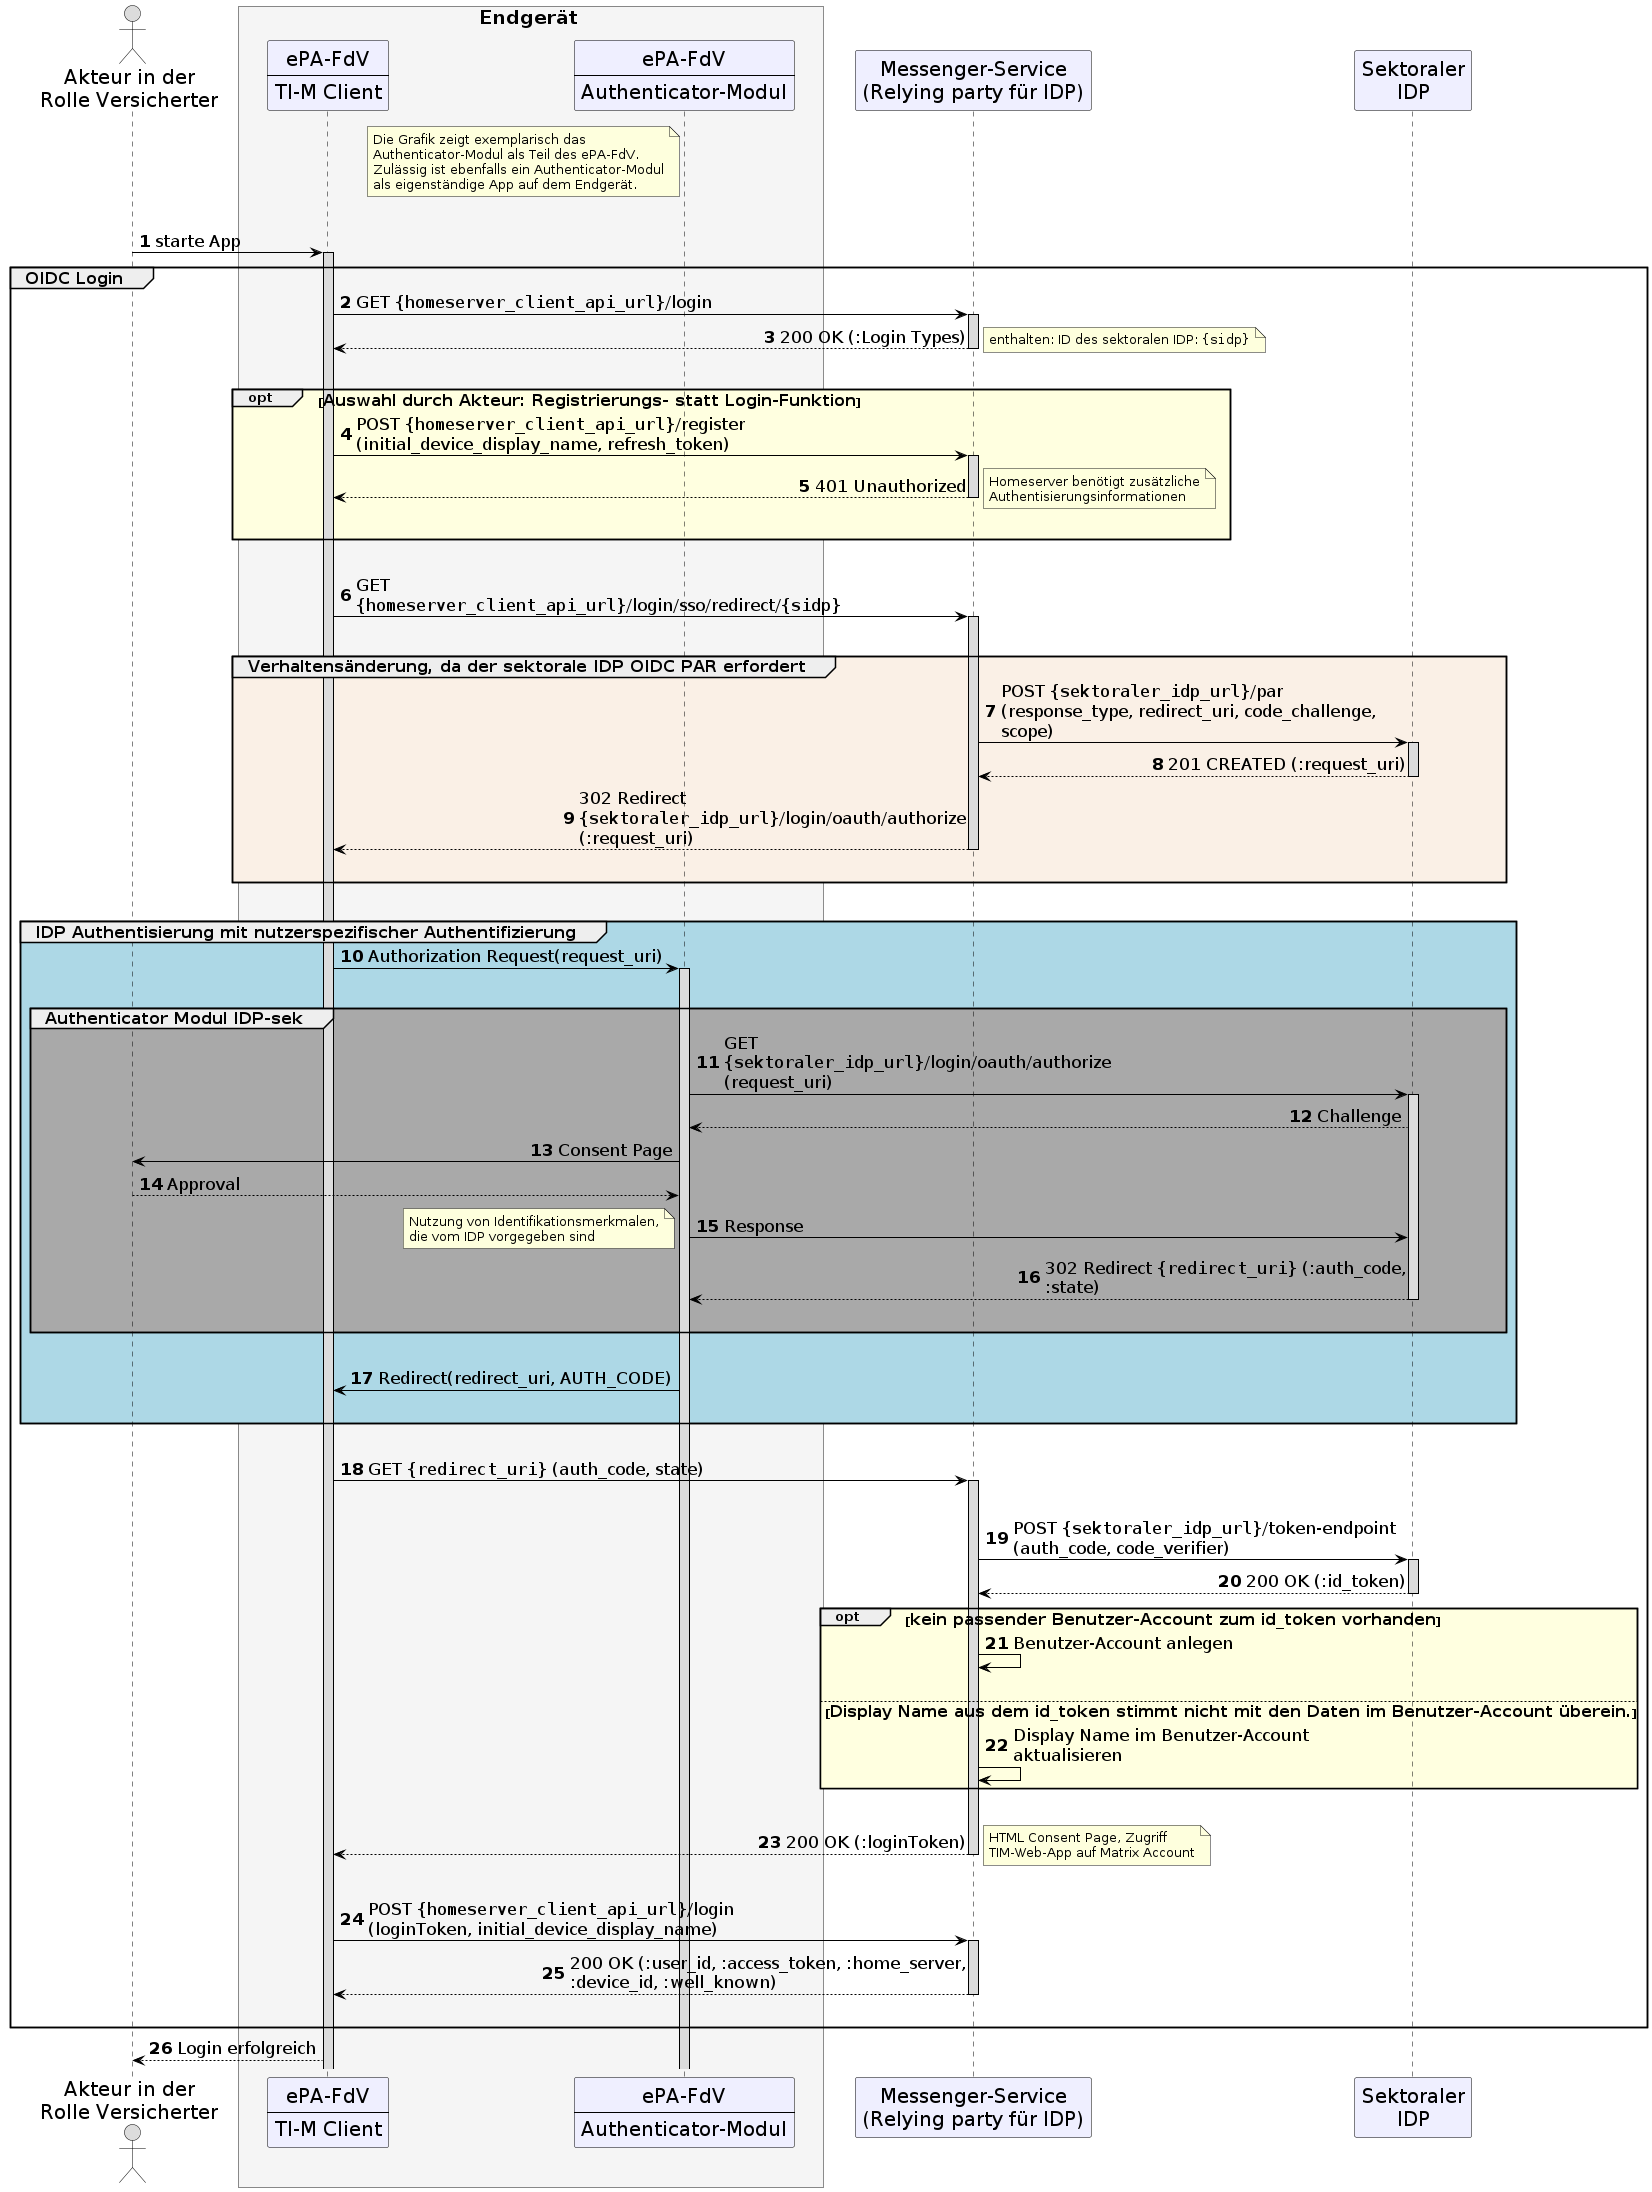 Endgerät
Akteur in der
Rolle Versicherter
ePA-FdV
TI-M Client
ePA-FdV
Authenticator-Modul
Messenger-Service
(Relying party für IDP)
Sektoraler
IDP
Die Grafik zeigt exemplarisch das
Authenticator-Modul als Teil des ePA-FdV.
Zulässig ist ebenfalls ein Authenticator-Modul
als eigenständige App auf dem Endgerät.
1 starte App
OIDC Login
2 GET {homeserver_client_api_url}/login
3 200 OK (:Login Types)
enthalten: ID des sektoralen IDP: {sidp}
opt [Auswahl durch Akteur: Registrierungs- statt Login-Funktion]
4 POST {homeserver_client_api_url}/register
(initial_device_display_name, refresh_token)
5 401 Unauthorized
Homeserver benötigt zusätzliche
Authentisierungsinformationen
6 GET
{homeserver_client_api_url}/login/sso/redirect/{sidp}
Verhaltensänderung, da der sektorale IDP OIDC PAR erfordert
7 POST {sektoraler_idp_url}/par
(response_type, redirect_uri, code_challenge,
scope)
8 201 CREATED (:request_uri)
9 302 Redirect
{sektoraler_idp_url}/login/oauth/authorize
(:request_uri)
IDP Authentisierung mit nutzerspezifischer Authentifizierung
10 Authorization Request(request_uri)
Authenticator Modul IDP-sek
11 GET
{sektoraler_idp_url}/login/oauth/authorize
(request_uri)
12 Challenge
13 Consent Page
14 Approval
Nutzung von Identifikationsmerkmalen,
die vom IDP vorgegeben sind
15 Response
16 302 Redirect {redirect_uri} (:auth_code,
:state)
17 Redirect(redirect_uri, AUTH_CODE)
18 GET {redirect_uri} (auth_code, state)
19 POST {sektoraler_idp_url}/token-endpoint
(auth_code, code_verifier)
20 200 OK (:id_token)
opt [kein passender Benutzer-Account zum id_token vorhanden]
21 Benutzer-Account anlegen
[Display Name aus dem id_token stimmt nicht mit den Daten im Benutzer-Account überein.]
22 Display Name im Benutzer-Account
aktualisieren
23 200 OK (:loginToken)
HTML Consent Page, Zugriff
TIM-Web-App auf Matrix Account
24 POST {homeserver_client_api_url}/login
(loginToken, initial_device_display_name)
25 200 OK (:user_id, :access_token, :home_server,
:device_id, :well_known)
26 Login erfolgreich
Akteur in der
Rolle Versicherter
ePA-FdV
TI-M Client
ePA-FdV
Authenticator-Modul
Messenger-Service
(Relying party für IDP)
Sektoraler
IDP